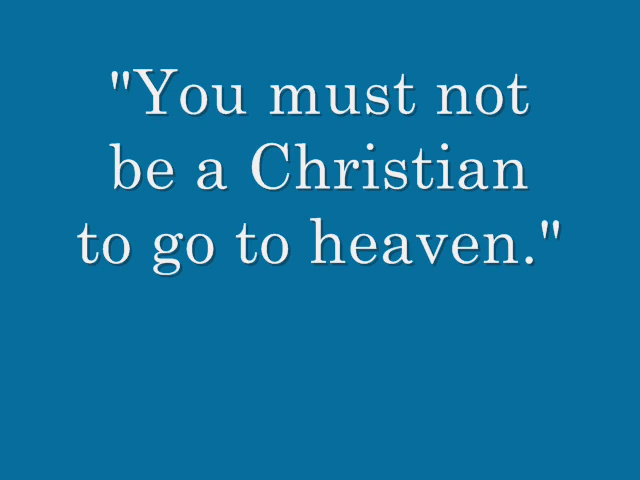 "You must not
be a Christian
to go to heaven."